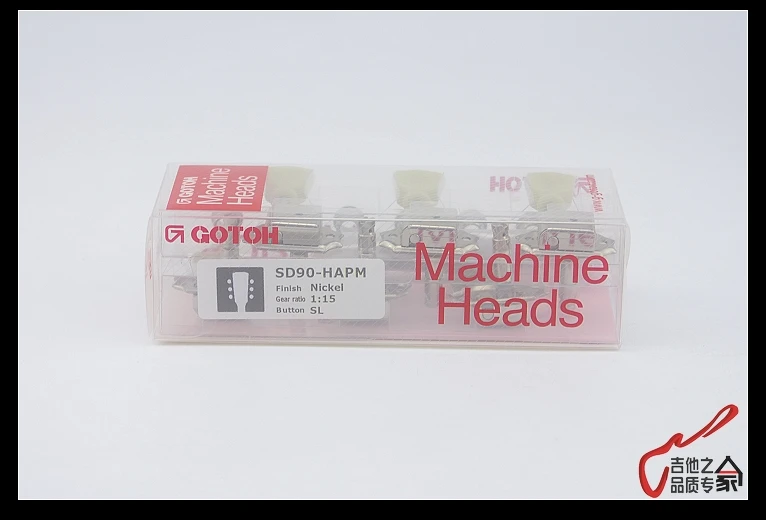 GOTOH
Machine
Heads
GOTOH
SD90-HAPM
Finish Nickel
Gear ratio 1:15
Button SL
Machine
Heads
吉他之家
品质专